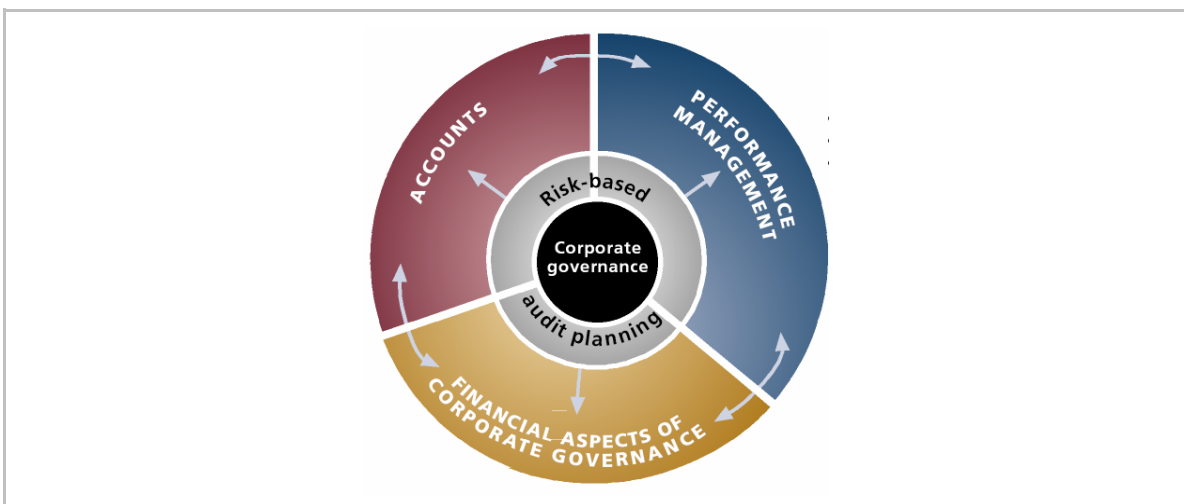 ACCOUNTS
PERFORMANCE
MANAGEMENT
Risk-based
Corporate
governance
audit planning
FINANCIAL ASPECTS OF
CORPORATE GOVERNANCE